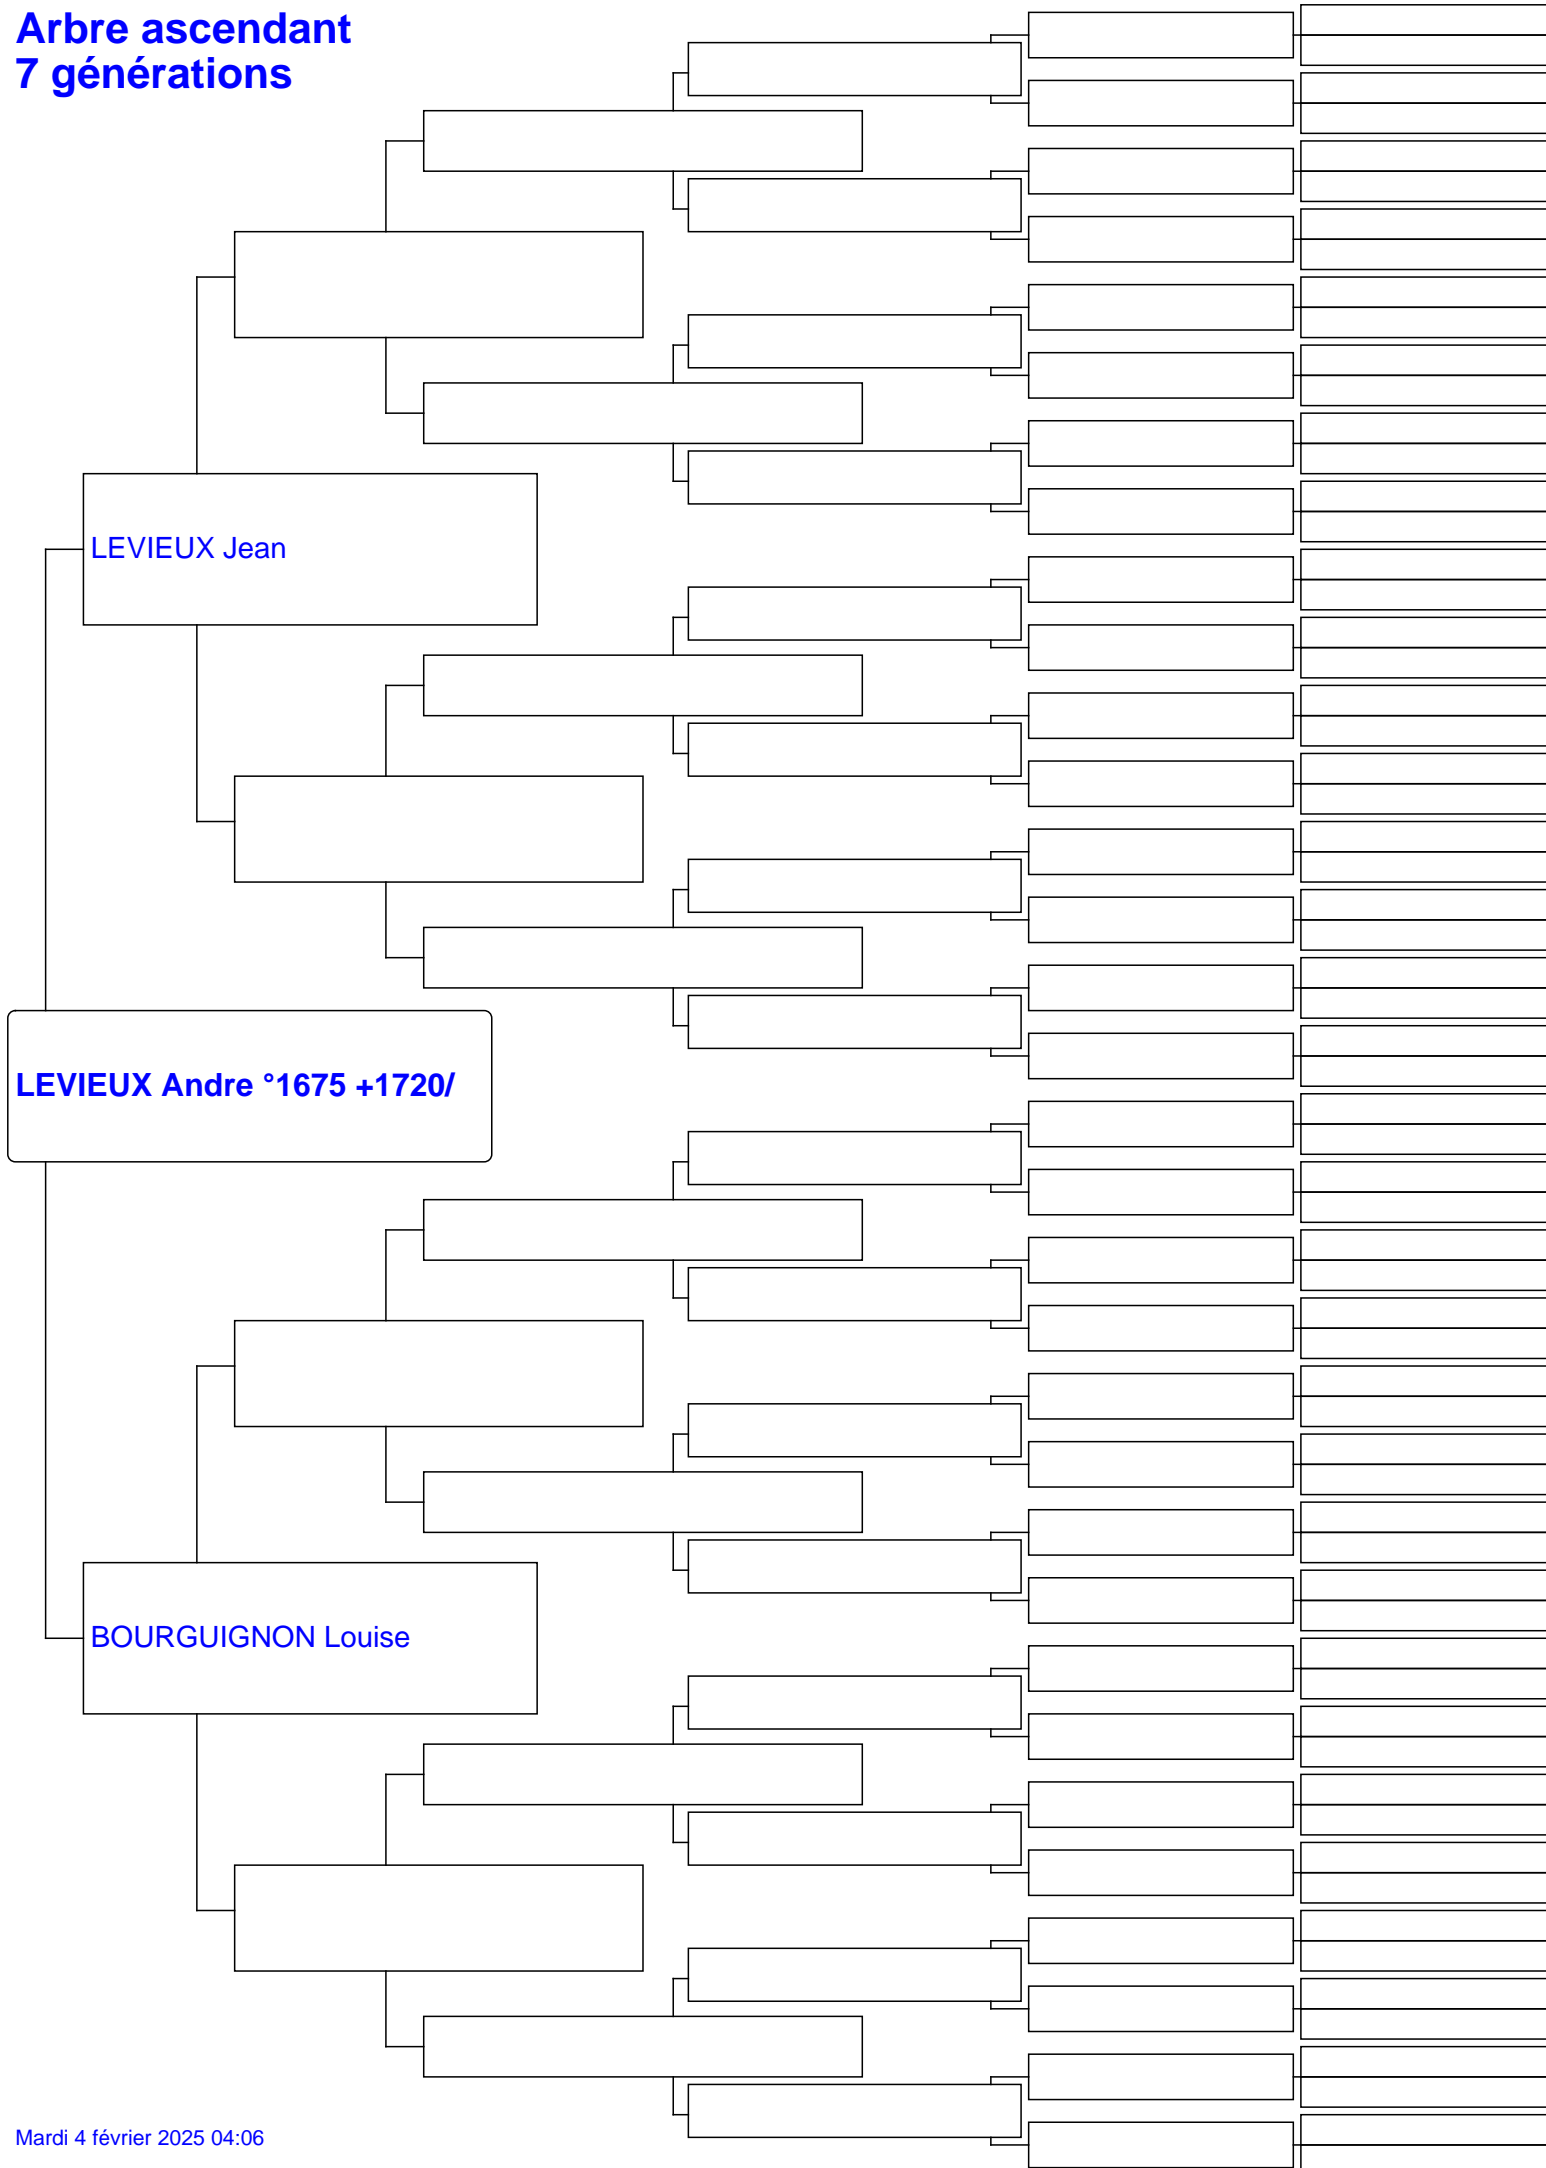 Arbre ascendant
7 générations
LEVIEUX Jean
LEVIEUX Andre °1675 +1720/
BOURGUIGNON Louise
Mardi 4 février 2025 04:06